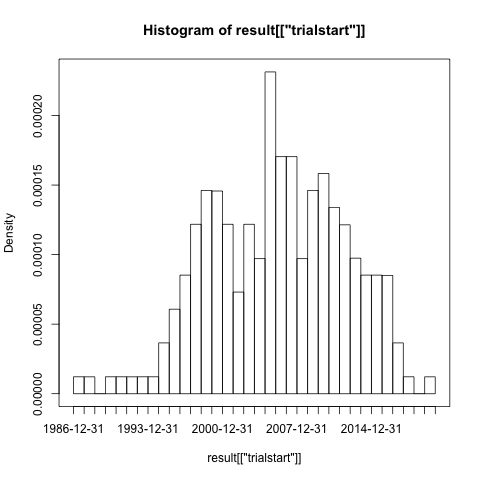 Histogram of result[["trialstart"]]
Density
0.00020
0.00015
0.00010
0.00005
0.00000
1986-12-31 1993-12-31 2000-12-31 2007-12-31 2014-12-31
result[["trialstart"]]